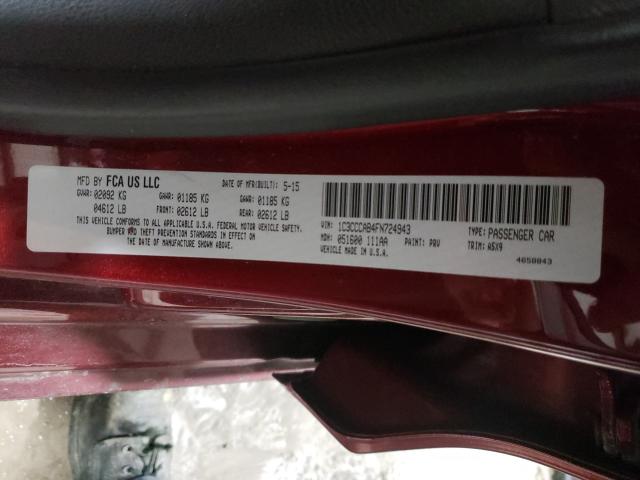 MFD BY FCA US LLC DATE OF MFR(BUILT): 5-15
GVWR: 02092 KG GAWR: 01185 KG GAWR: 01185 KG
04612 LB FRONT: 02612 LB REAR: 02612 LB
THIS VEHICLE CONFORMS TO ALL APPLICABLE U.S.A. FEDERAL MOTOR VEHICLE SAFETY,
BUMPER AND THEFT PREVENTION STANDARDS IN EFFECT ON
THE DATE OF MANUFACTURE SHOWN ABOVE.
VIN: 1C3CCCAB4FN724943 TYPE: PASSENGER CAR
MDH: 051600 111AA PAINT: PRV TRIM: A5X9
VEHICLE MADE IN U.S.A. 4650043